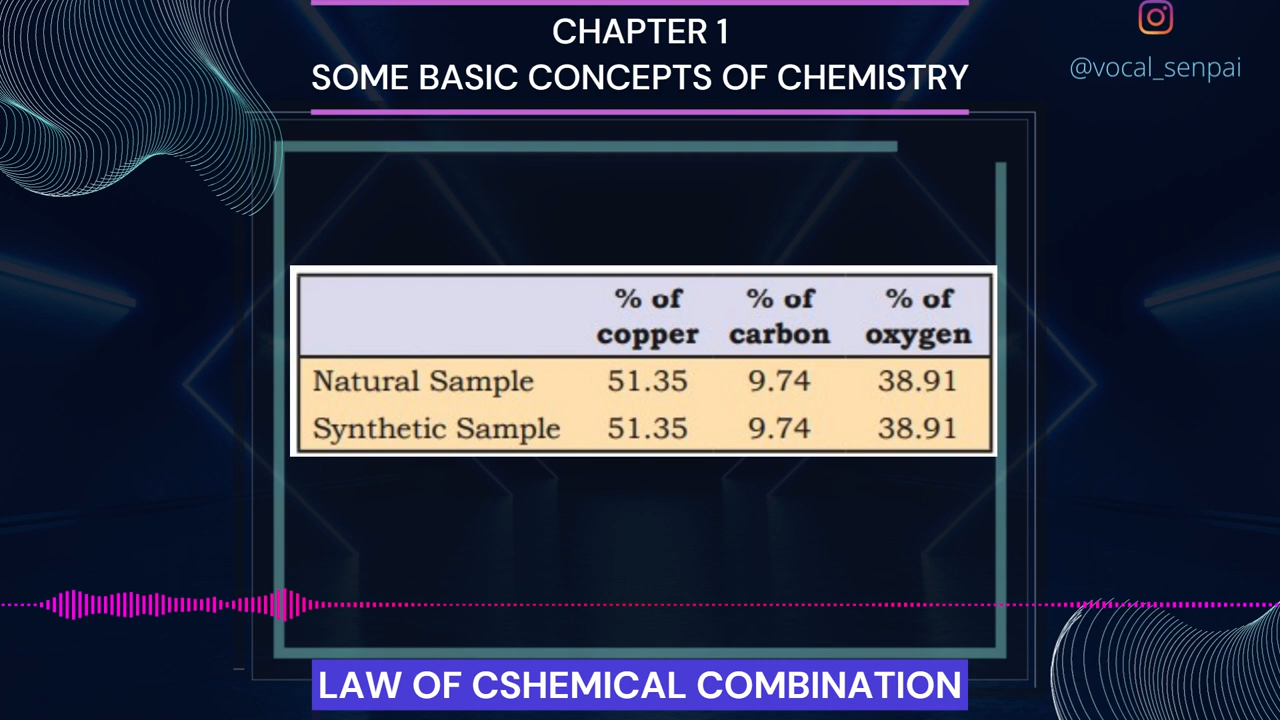 CHAPTER 1
SOME BASIC CONCEPTS OF CHEMISTRY
@vocal_senpai
% of % of % of
copper carbon oxygen
Natural Sample 51.35 9.74 38.91
Synthetic Sample 51.35 9.74 38.91
LAW OF CSHEMICAL COMBINATION